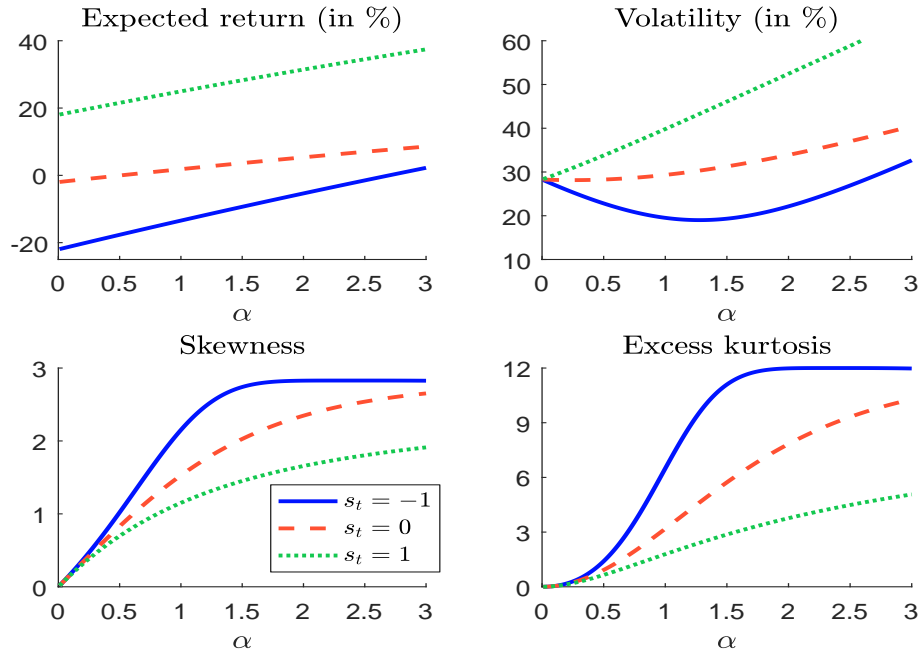 Expected return (in %)
40
20
0
-20
0 0.5 1 1.5 2 2.5 3
α
Volatility (in %)
60
50
40
30
20
10
0 0.5 1 1.5 2 2.5 3
α
Skewness
3
2
1
0
0 0.5 1 1.5 2 2.5 3
α
s_t = −1
s_t = 0
s_t = 1
Excess kurtosis
12
9
6
3
0
0 0.5 1 1.5 2 2.5 3
α